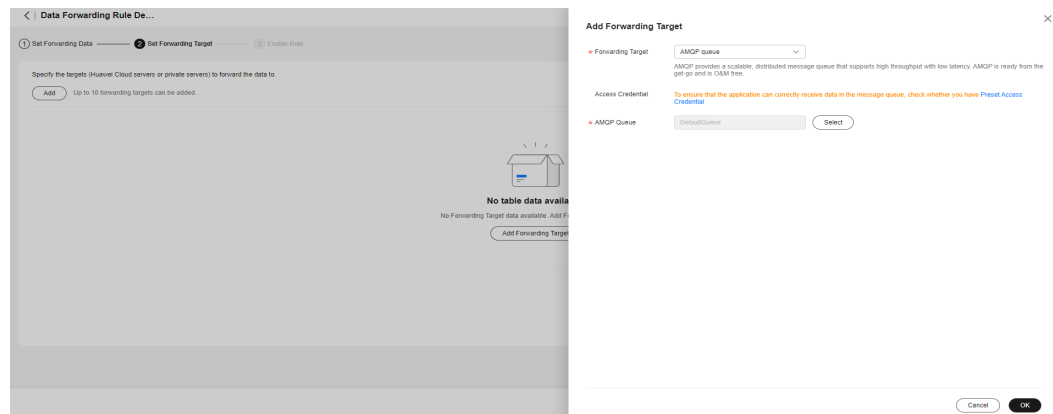 Data Forwarding Rule De...
1 Set Forwarding Data 2 Set Forwarding Target 3 Enable Rule
Specify the targets (Huawei Cloud servers or private servers) to forward the data to.
Add Up to 10 forwarding targets can be added.
No table data availa
No Forwarding Target data available. Add F
Add Forwarding Target
Add Forwarding Target
* Forwarding Target AMQP queue
AMQP provides a scalable, distributed message queue that supports high throughput with low latency. AMQP is ready from the
get-go and is O&M free.
Access Credential To ensure that the application can correctly receive data in the message queue, check whether you have Preset Access
Credential
* AMQP Queue DefaultQueue Select
Cancel OK